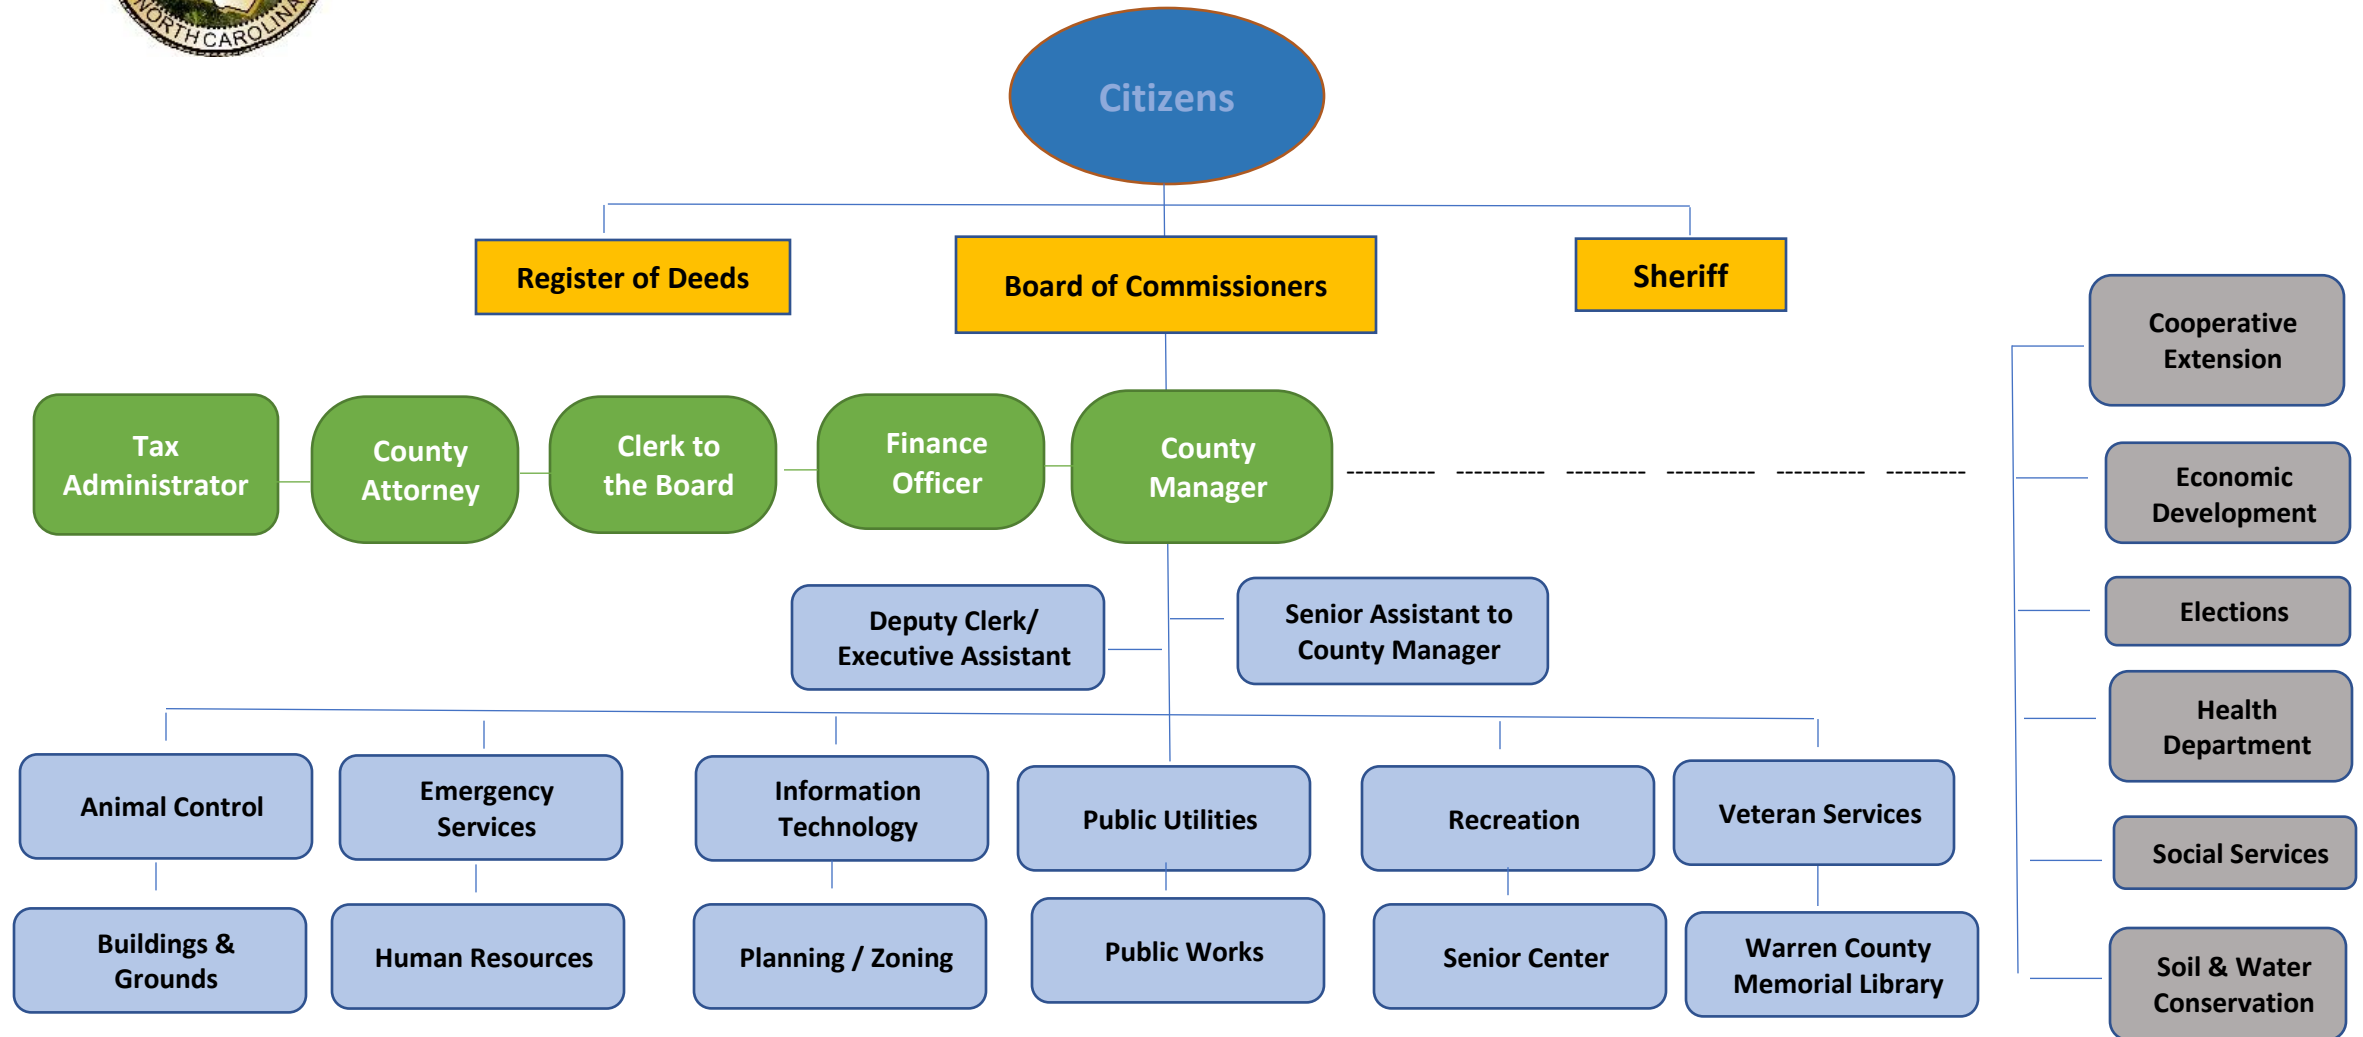 NORTH CAROLINA
Citizens
Register of Deeds
Board of Commissioners
Sheriff
Cooperative
Extension
Tax
Administrator
County
Attorney
Clerk to
the Board
Finance
Officer
County
Manager
Economic
Development
Elections
Deputy Clerk/
Executive Assistant
Senior Assistant to
County Manager
Health
Department
Animal Control
Emergency
Services
Information
Technology
Public Utilities
Recreation
Veteran Services
Social Services
Buildings &
Grounds
Human Resources
Planning / Zoning
Public Works
Senior Center
Warren County
Memorial Library
Soil & Water
Conservation